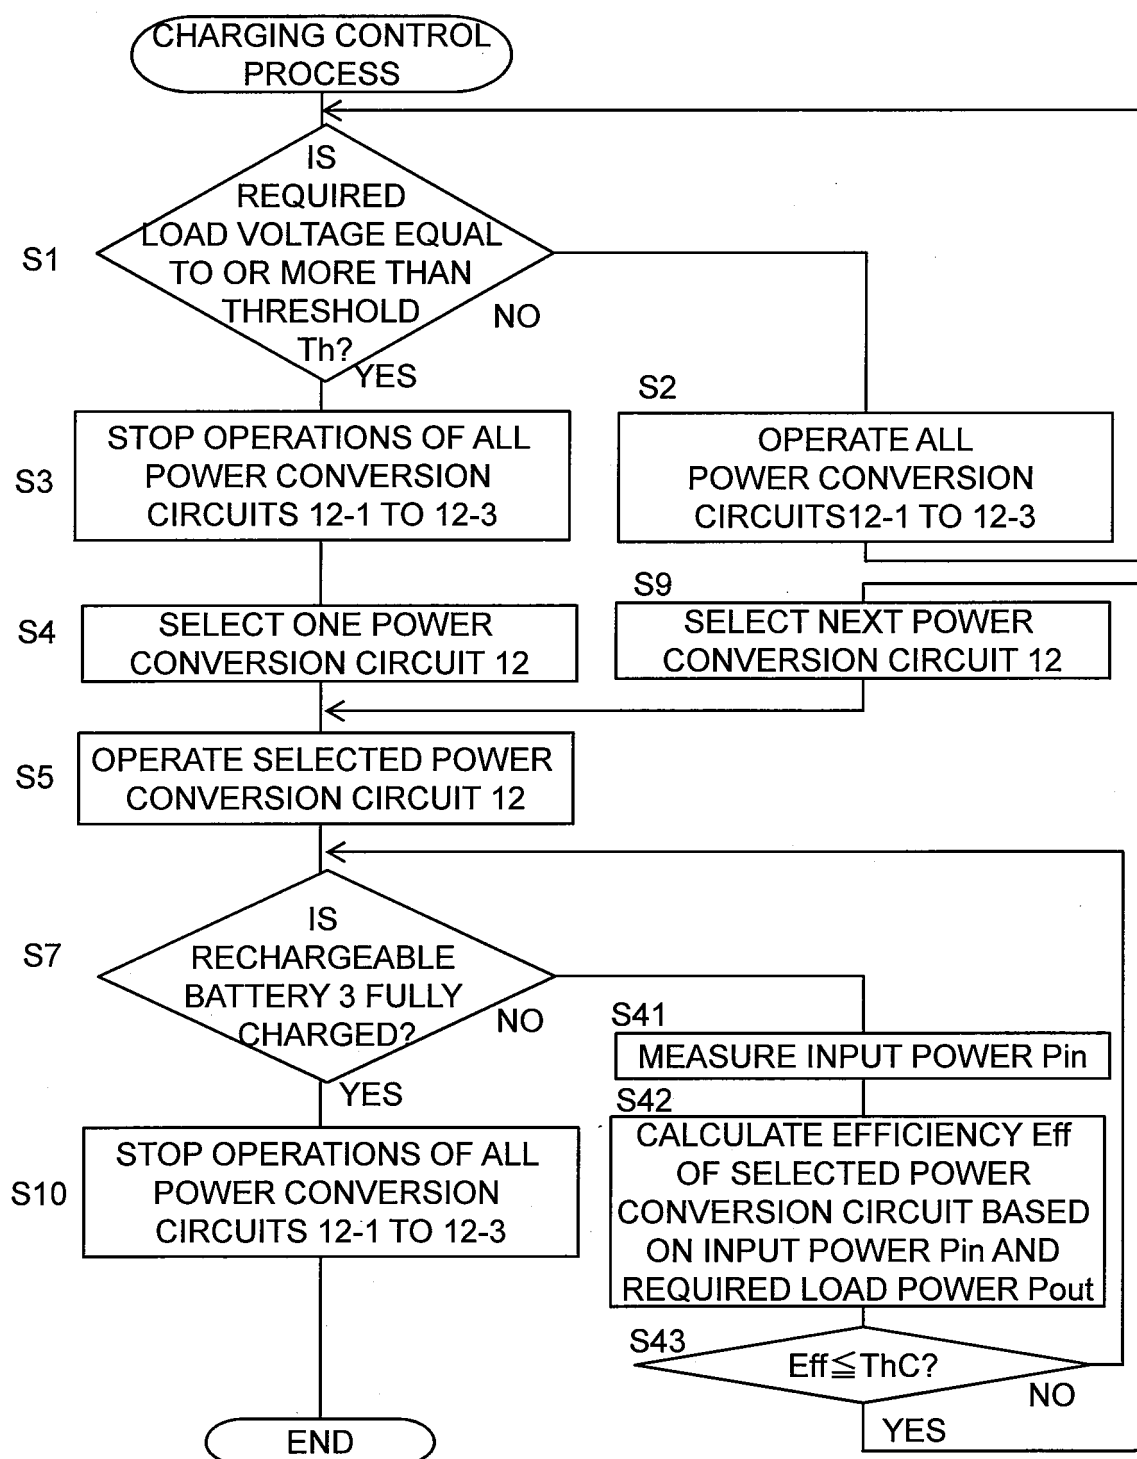 CHARGING CONTROL
PROCESS
S1
IS
REQUIRED
LOAD VOLTAGE EQUAL
TO OR MORE THAN
THRESHOLD
Th?
NO
YES
S3
STOP OPERATIONS OF ALL
POWER CONVERSION
CIRCUITS 12-1 TO 12-3
S2
OPERATE ALL
POWER CONVERSION
CIRCUITS12-1 TO 12-3
S4
SELECT ONE POWER
CONVERSION CIRCUIT 12
S9
SELECT NEXT POWER
CONVERSION CIRCUIT 12
S5
OPERATE SELECTED POWER
CONVERSION CIRCUIT 12
S7
IS
RECHARGEABLE
BATTERY 3 FULLY
CHARGED?
NO
YES
S41
MEASURE INPUT POWER Pin
S42
CALCULATE EFFICIENCY Eff
OF SELECTED POWER
CONVERSION CIRCUIT BASED
ON INPUT POWER Pin AND
REQUIRED LOAD POWER Pout
S10
STOP OPERATIONS OF ALL
POWER CONVERSION
CIRCUITS 12-1 TO 12-3
S43
Eff≦ThC?
NO
YES
END